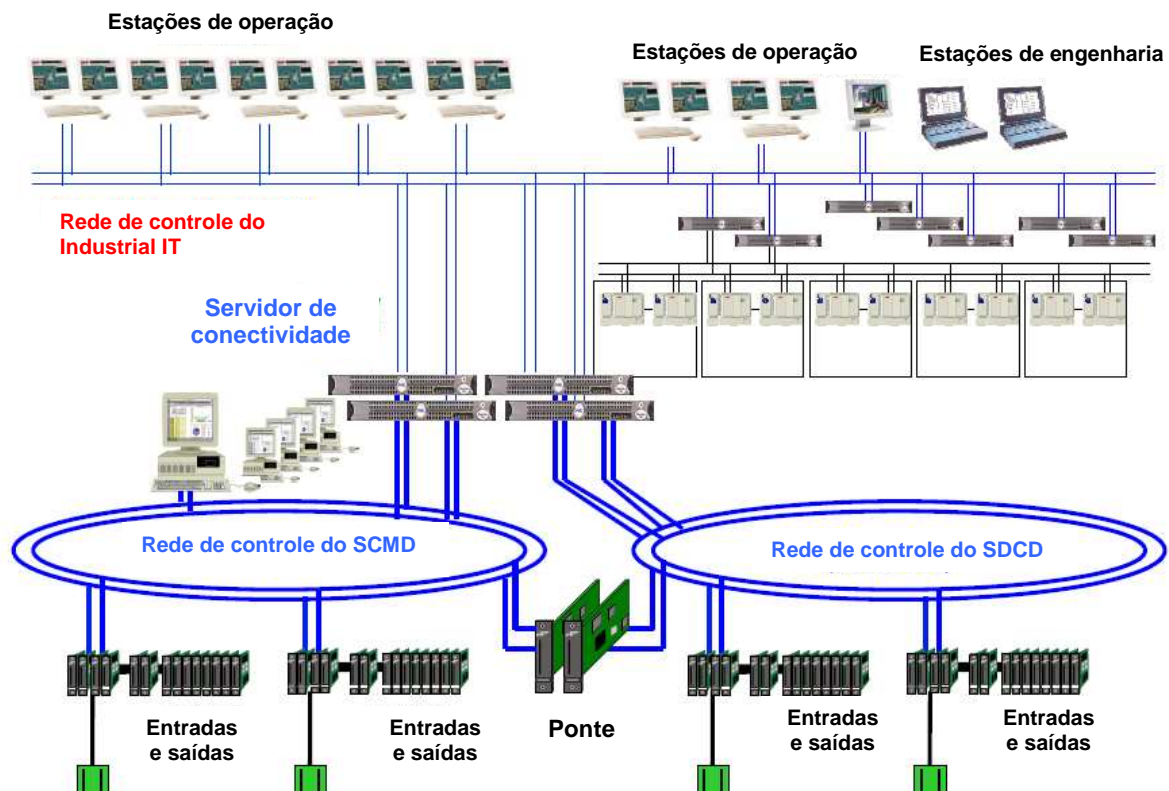 Estações de operação
Estações de operação
Estações de engenharia
Rede de controle do
Industrial IT
Servidor de
conectividade
Rede de controle do SCMD
Rede de controle do SDCD
Entradas
e saídas
Entradas
e saídas
Ponte
Entradas
e saídas
Entradas
e saídas